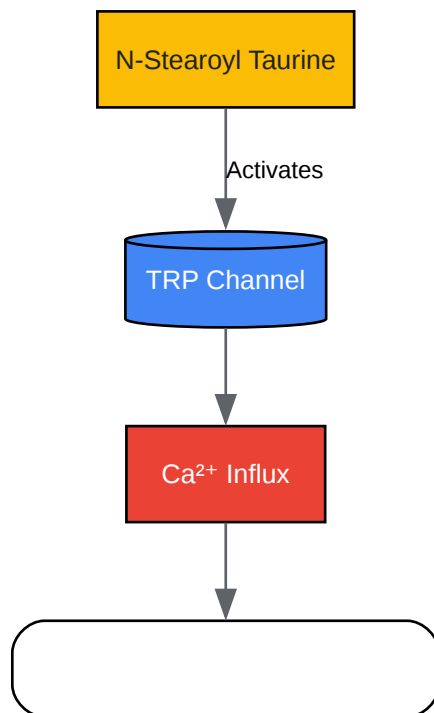 N-Stearoyl Taurine
Activates
TRP Channel
Ca²⁺ Influx